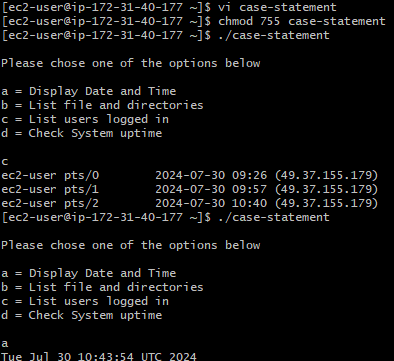 [ec2-user@ip-172-31-40-177 ~]$ vi case-statement
[ec2-user@ip-172-31-40-177 ~]$ chmod 755 case-statement
[ec2-user@ip-172-31-40-177 ~]$ ./case-statement
Please chose one of the options below
a = Display Date and Time
b = List file and directories
c = List users logged in
d = Check System uptime
c
ec2-user pts/0        2024-07-30 09:26 (49.37.155.179)
ec2-user pts/1        2024-07-30 09:57 (49.37.155.179)
ec2-user pts/2        2024-07-30 10:40 (49.37.155.179)
[ec2-user@ip-172-31-40-177 ~]$ ./case-statement
Please chose one of the options below
a = Display Date and Time
b = List file and directories
c = List users logged in
d = Check System uptime
a
Tue Jul 30 10:43:54 UTC 2024